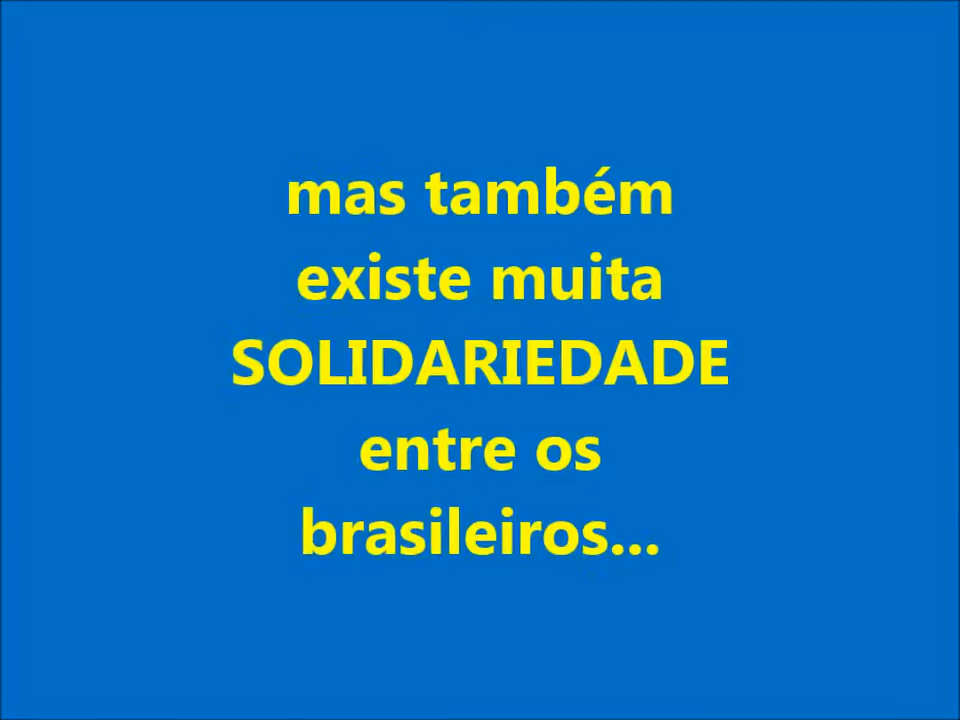 mas também
existe muita
SOLIDARIEDADE
entre os
brasileiros...